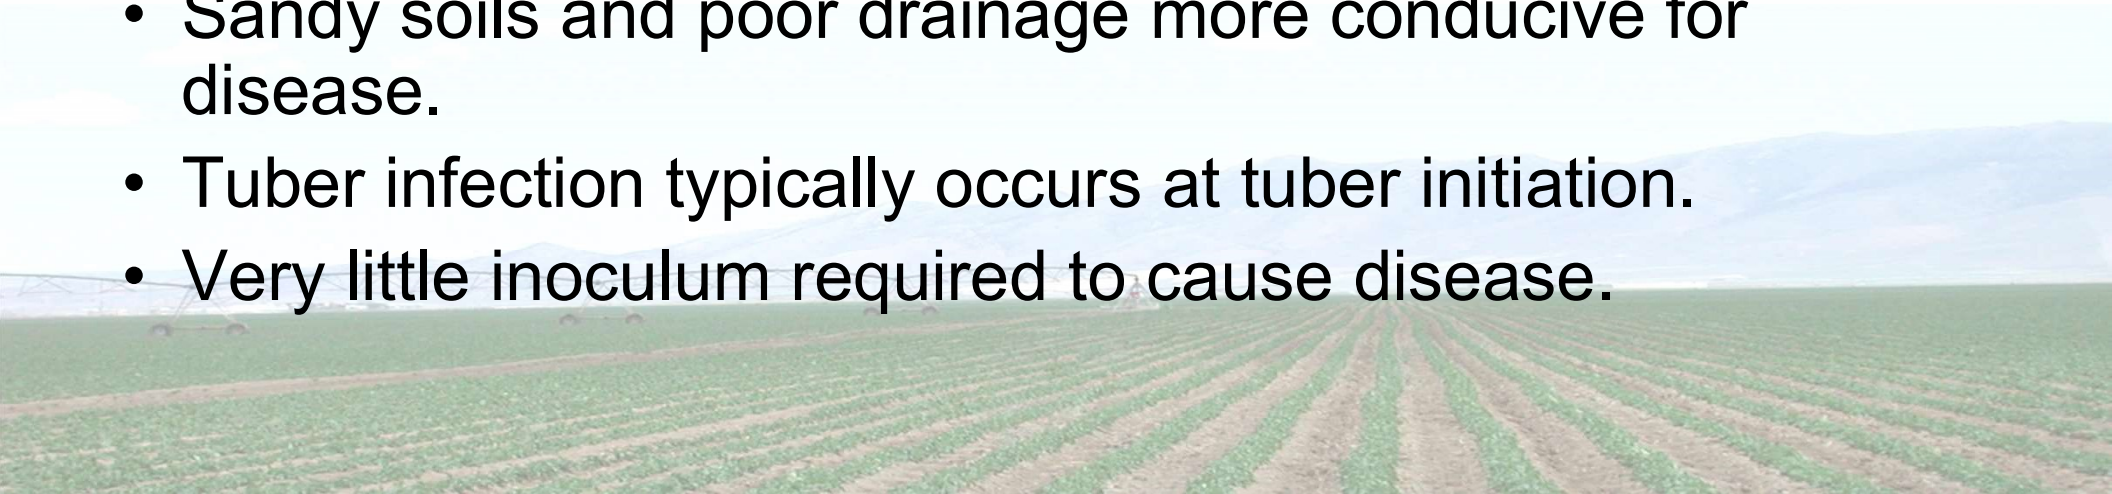 • Sandy soils and poor drainage more conducive for
disease.
• Tuber infection typically occurs at tuber initiation.
• Very little inoculum required to cause disease.